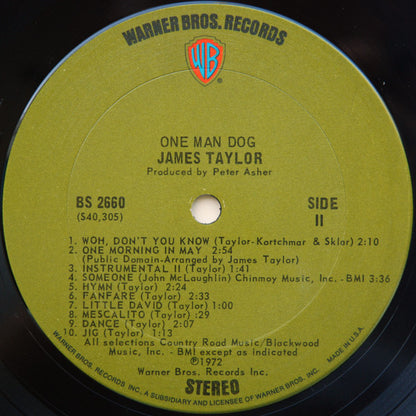 WARNER BROS. RECORDS
WB
®
ONE MAN DOG
JAMES TAYLOR
Produced by Peter Asher
BS 2660
(S40,305)
SIDE
II
1. WOH, DON'T YOU KNOW (Taylor-Kortchmar & Sklar) 2:10
2. ONE MORNING IN MAY 2:54
(Public Domain-Arranged by James Taylor)
3. INSTRUMENTAL II (Taylor) 1:41
4. SOMEONE (John McLaughlin) Chinmoy Music, Inc. - BMI 3:36
5. HYMN (Taylor) 2:24
6. FANFARE (Taylor) 2:33
7. LITTLE DAVID (Taylor) 1:00
8. MESCALITO (Taylor) :29
9. DANCE (Taylor) 2:07
10. JIG (Taylor) 1:13
All selections Country Road Music/Blackwood
Music, Inc. - BMI except as indicated
℗1972
Warner Bros. Records Inc.
STEREO
WARNER BROS. RECORDS INC. A SUBSIDIARY AND LICENSEE OF WARNER BROS. INC. MADE IN U.S.A.